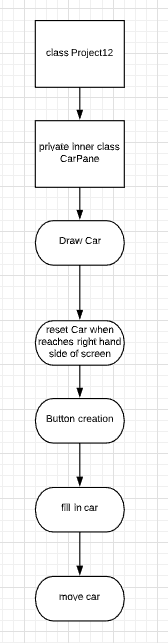 class Project12
private inner class
CarPane
Draw Car
reset Car when
reaches right hand
side of screen
Button creation
fill in car
move car